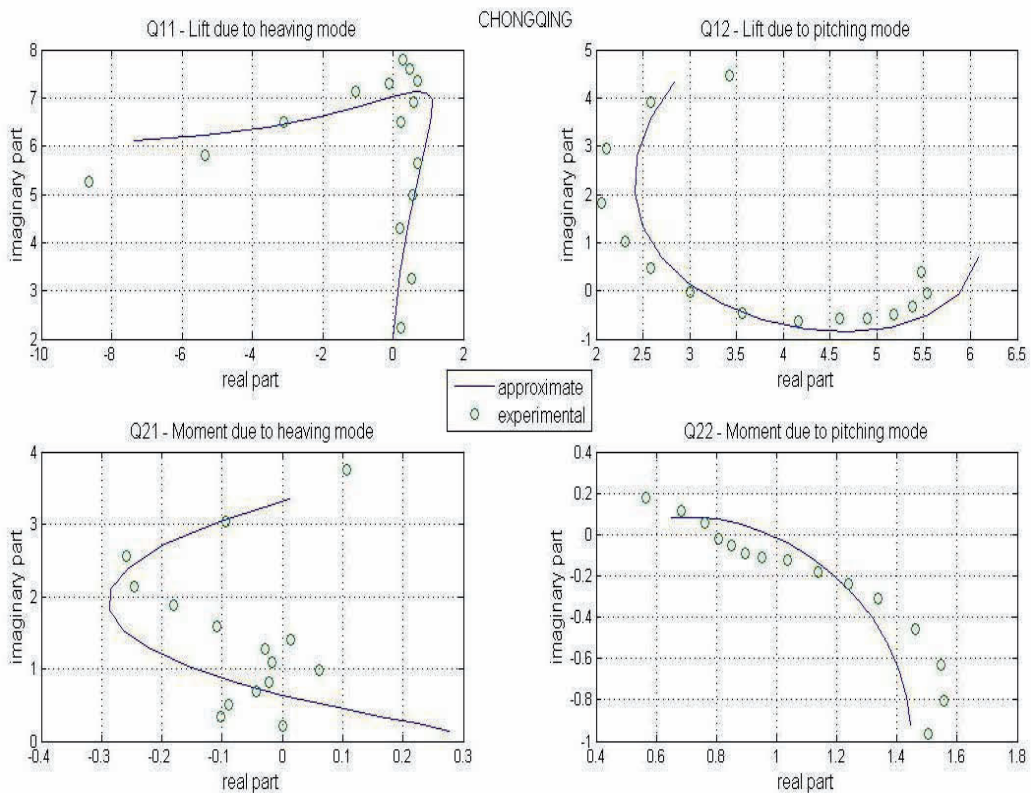 CHONGQING
Q11 - Lift due to heaving mode
8
7
6
5
4
3
2
-10 -8 -6 -4 -2 0 2
imaginary part
real part
Q12 - Lift due to pitching mode
5
4
3
2
1
0
-1
2 2.5 3 3.5 4 4.5 5 5.5 6 6.5
imaginary part
real part
approximate
experimental
Q21 - Moment due to heaving mode
4
3
2
1
0
-0.4 -0.3 -0.2 -0.1 0 0.1 0.2 0.3
imaginary part
real part
Q22 - Moment due to pitching mode
0.4
0.2
0
-0.2
-0.4
-0.6
-0.8
-1
0.4 0.6 0.8 1 1.2 1.4 1.6 1.8
imaginary part
real part